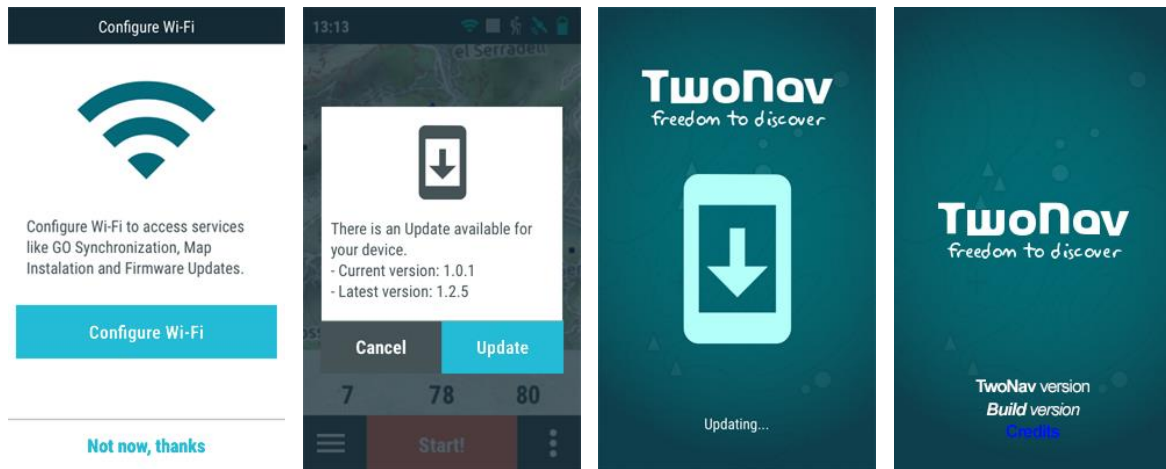 Configure Wi-Fi
Configure Wi-Fi to access services
like GO Synchronization, Map
Instalation and Firmware Updates.
Configure Wi-Fi
Not now, thanks
13:13
el Serradell
There is an Update available for
your device.
- Current version: 1.0.1
- Latest version: 1.2.5
Cancel
Update
7 78 80
Start!
TwoNav
freedom to discover
Updating...
TwoNav
freedom to discover
TwoNav version
Build version
Credits